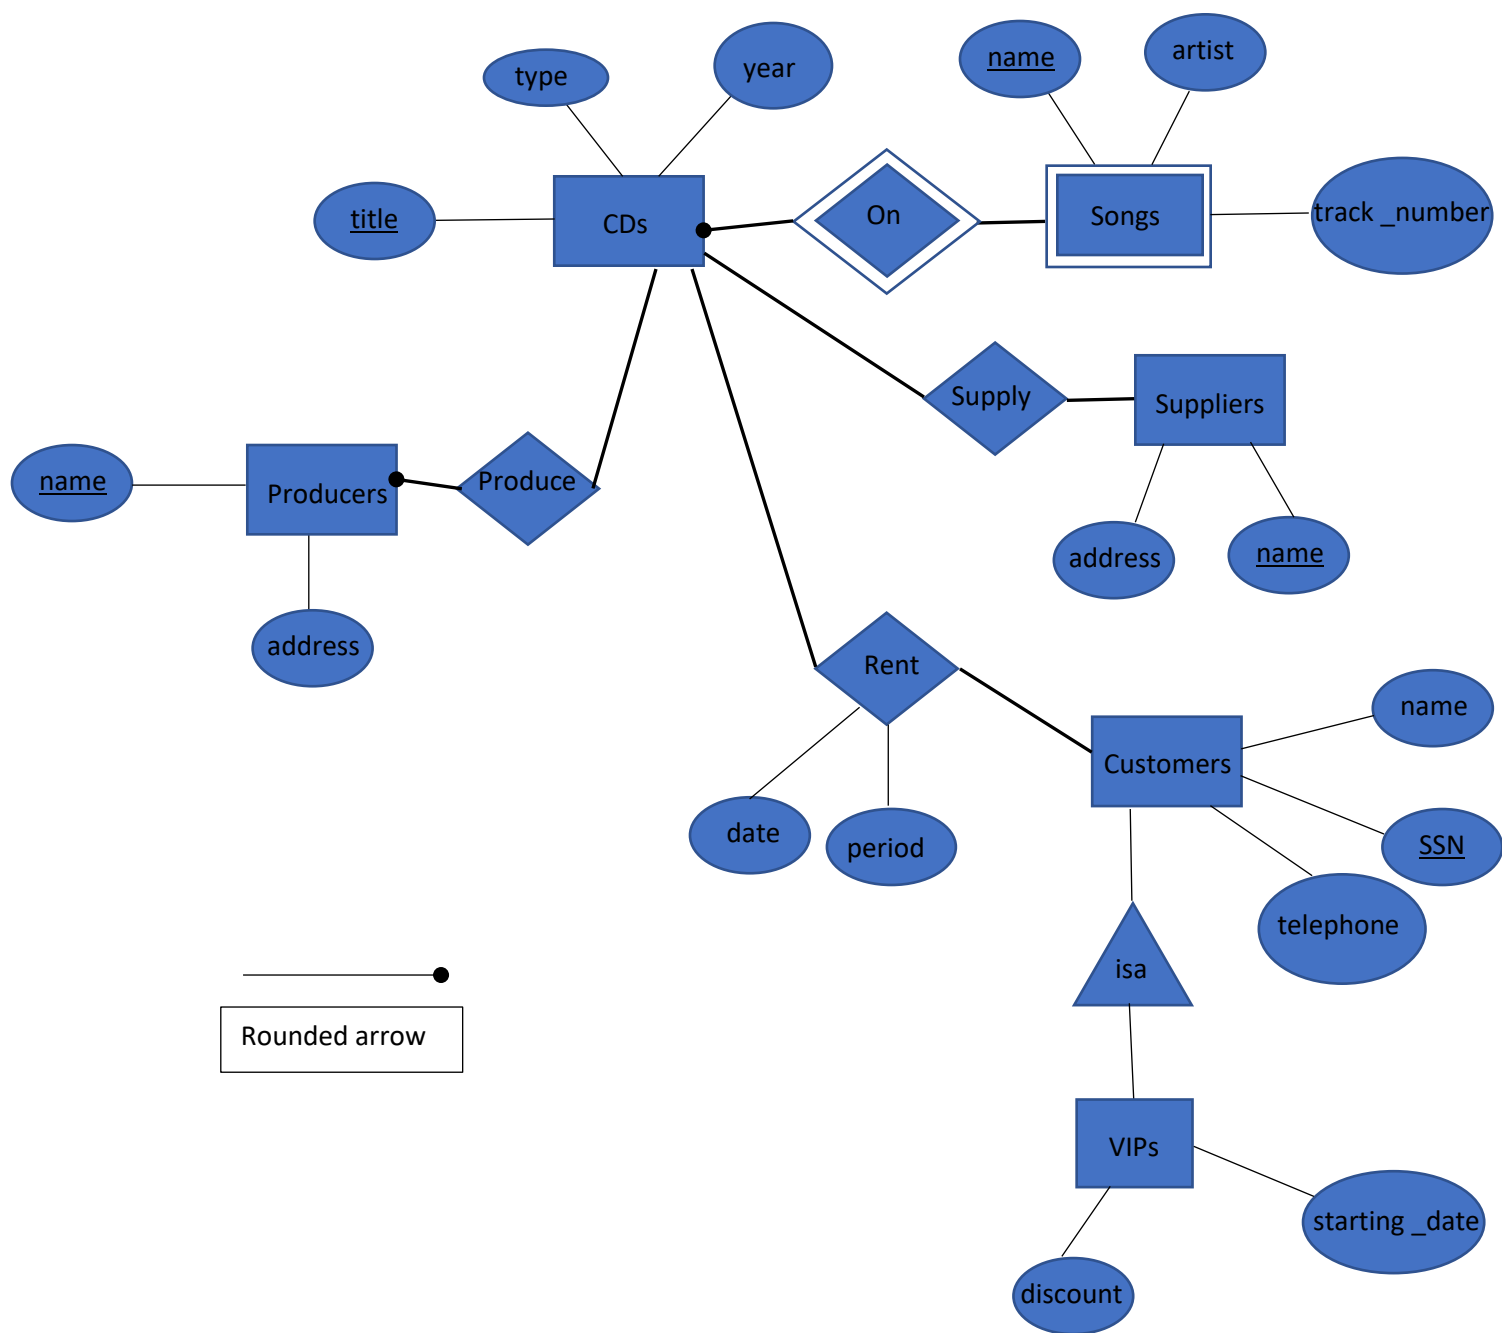 type
year
name
artist
title
CDs
On
Songs
track _number
Supply
Suppliers
name
Producers
Produce
address
name
address
Rent
name
Customers
date
period
SSN
telephone
isa
Rounded arrow
VIPs
starting _date
discount